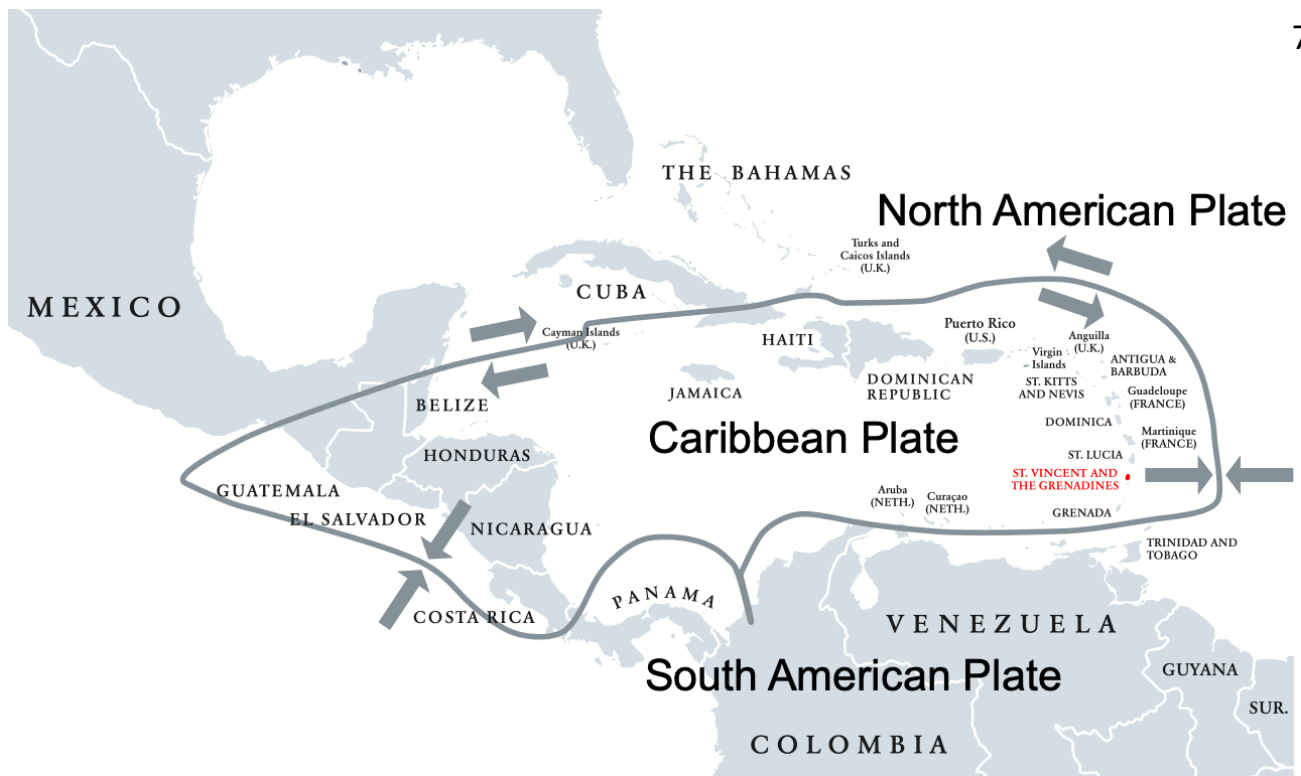 7
THE BAHAMAS
North American Plate
Turks and
Caicos Islands
(U.K.)
MEXICO
CUBA
Cayman Islands
(U.K.)
HAITI
Puerto Rico
(U.S.)
Anguilla
(U.K.)
Virgin
Islands
ANTIGUA &
BARBUDA
JAMAICA
DOMINICAN
REPUBLIC
ST. KITTS
AND NEVIS
Guadeloupe
(FRANCE)
BELIZE
DOMINICA
Caribbean Plate
Martinique
(FRANCE)
HONDURAS
ST. LUCIA
ST. VINCENT AND
THE GRENADINES
GUATEMALA
Aruba
(NETH.)
Curaçao
(NETH.)
EL SALVADOR
NICARAGUA
GRENADA
TRINIDAD AND
TOBAGO
PANAMA
COSTA RICA
VENEZUELA
South American Plate
GUYANA
SUR.
COLOMBIA